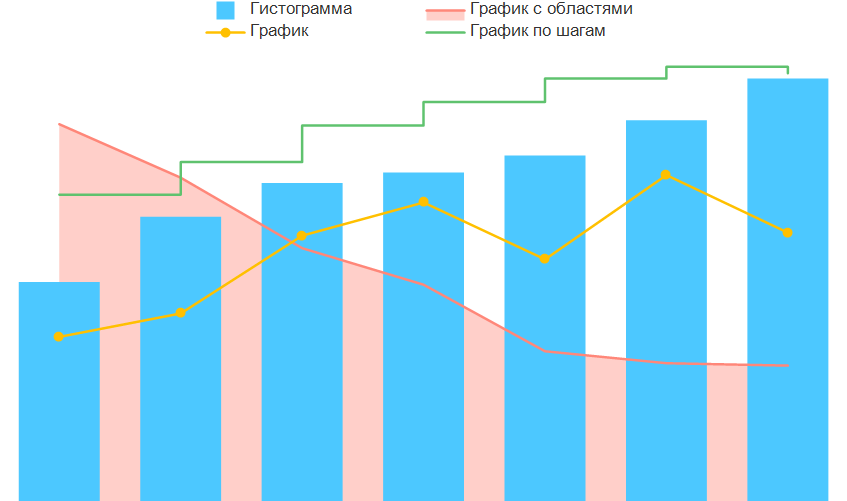 Гистограмма
График с областями
График
График по шагам